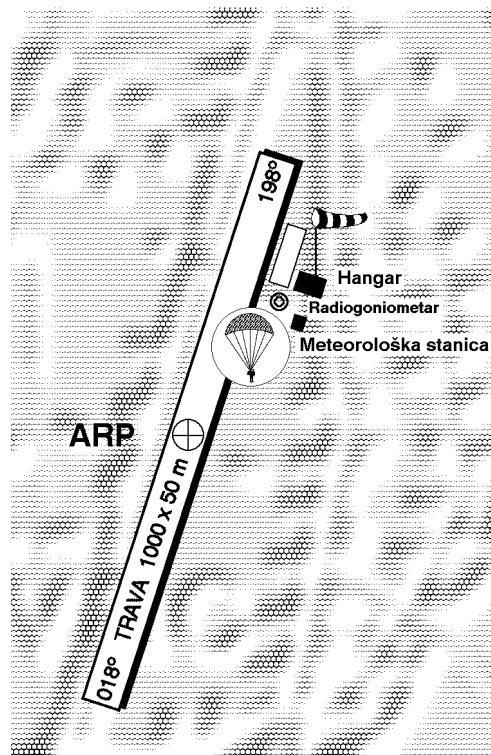 198°
Hangar
Radiogoniometar
Meteorološka stanica
ARP
018° TRAVA 1000 x 50 m